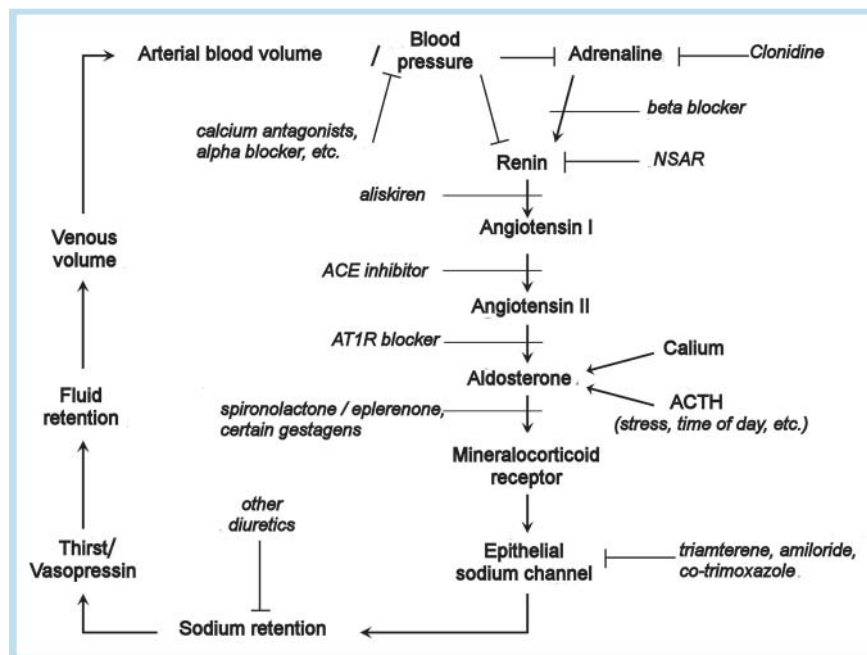 Arterial blood volume / Blood pressure
Adrenaline
Clonidine
beta blocker
calcium antagonists,
alpha blocker, etc.
Renin
NSAR
aliskiren
Angiotensin I
Venous
volume
ACE inhibitor
Angiotensin II
AT1R blocker
Calium
Aldosterone
Fluid
retention
spironolactone / eplerenone,
certain gestagens
ACTH
(stress, time of day, etc.)
Mineralocorticoid
receptor
other
diuretics
Thirst/
Vasopressin
Epithelial
sodium channel
triamterene, amiloride,
co-trimoxazole
Sodium retention